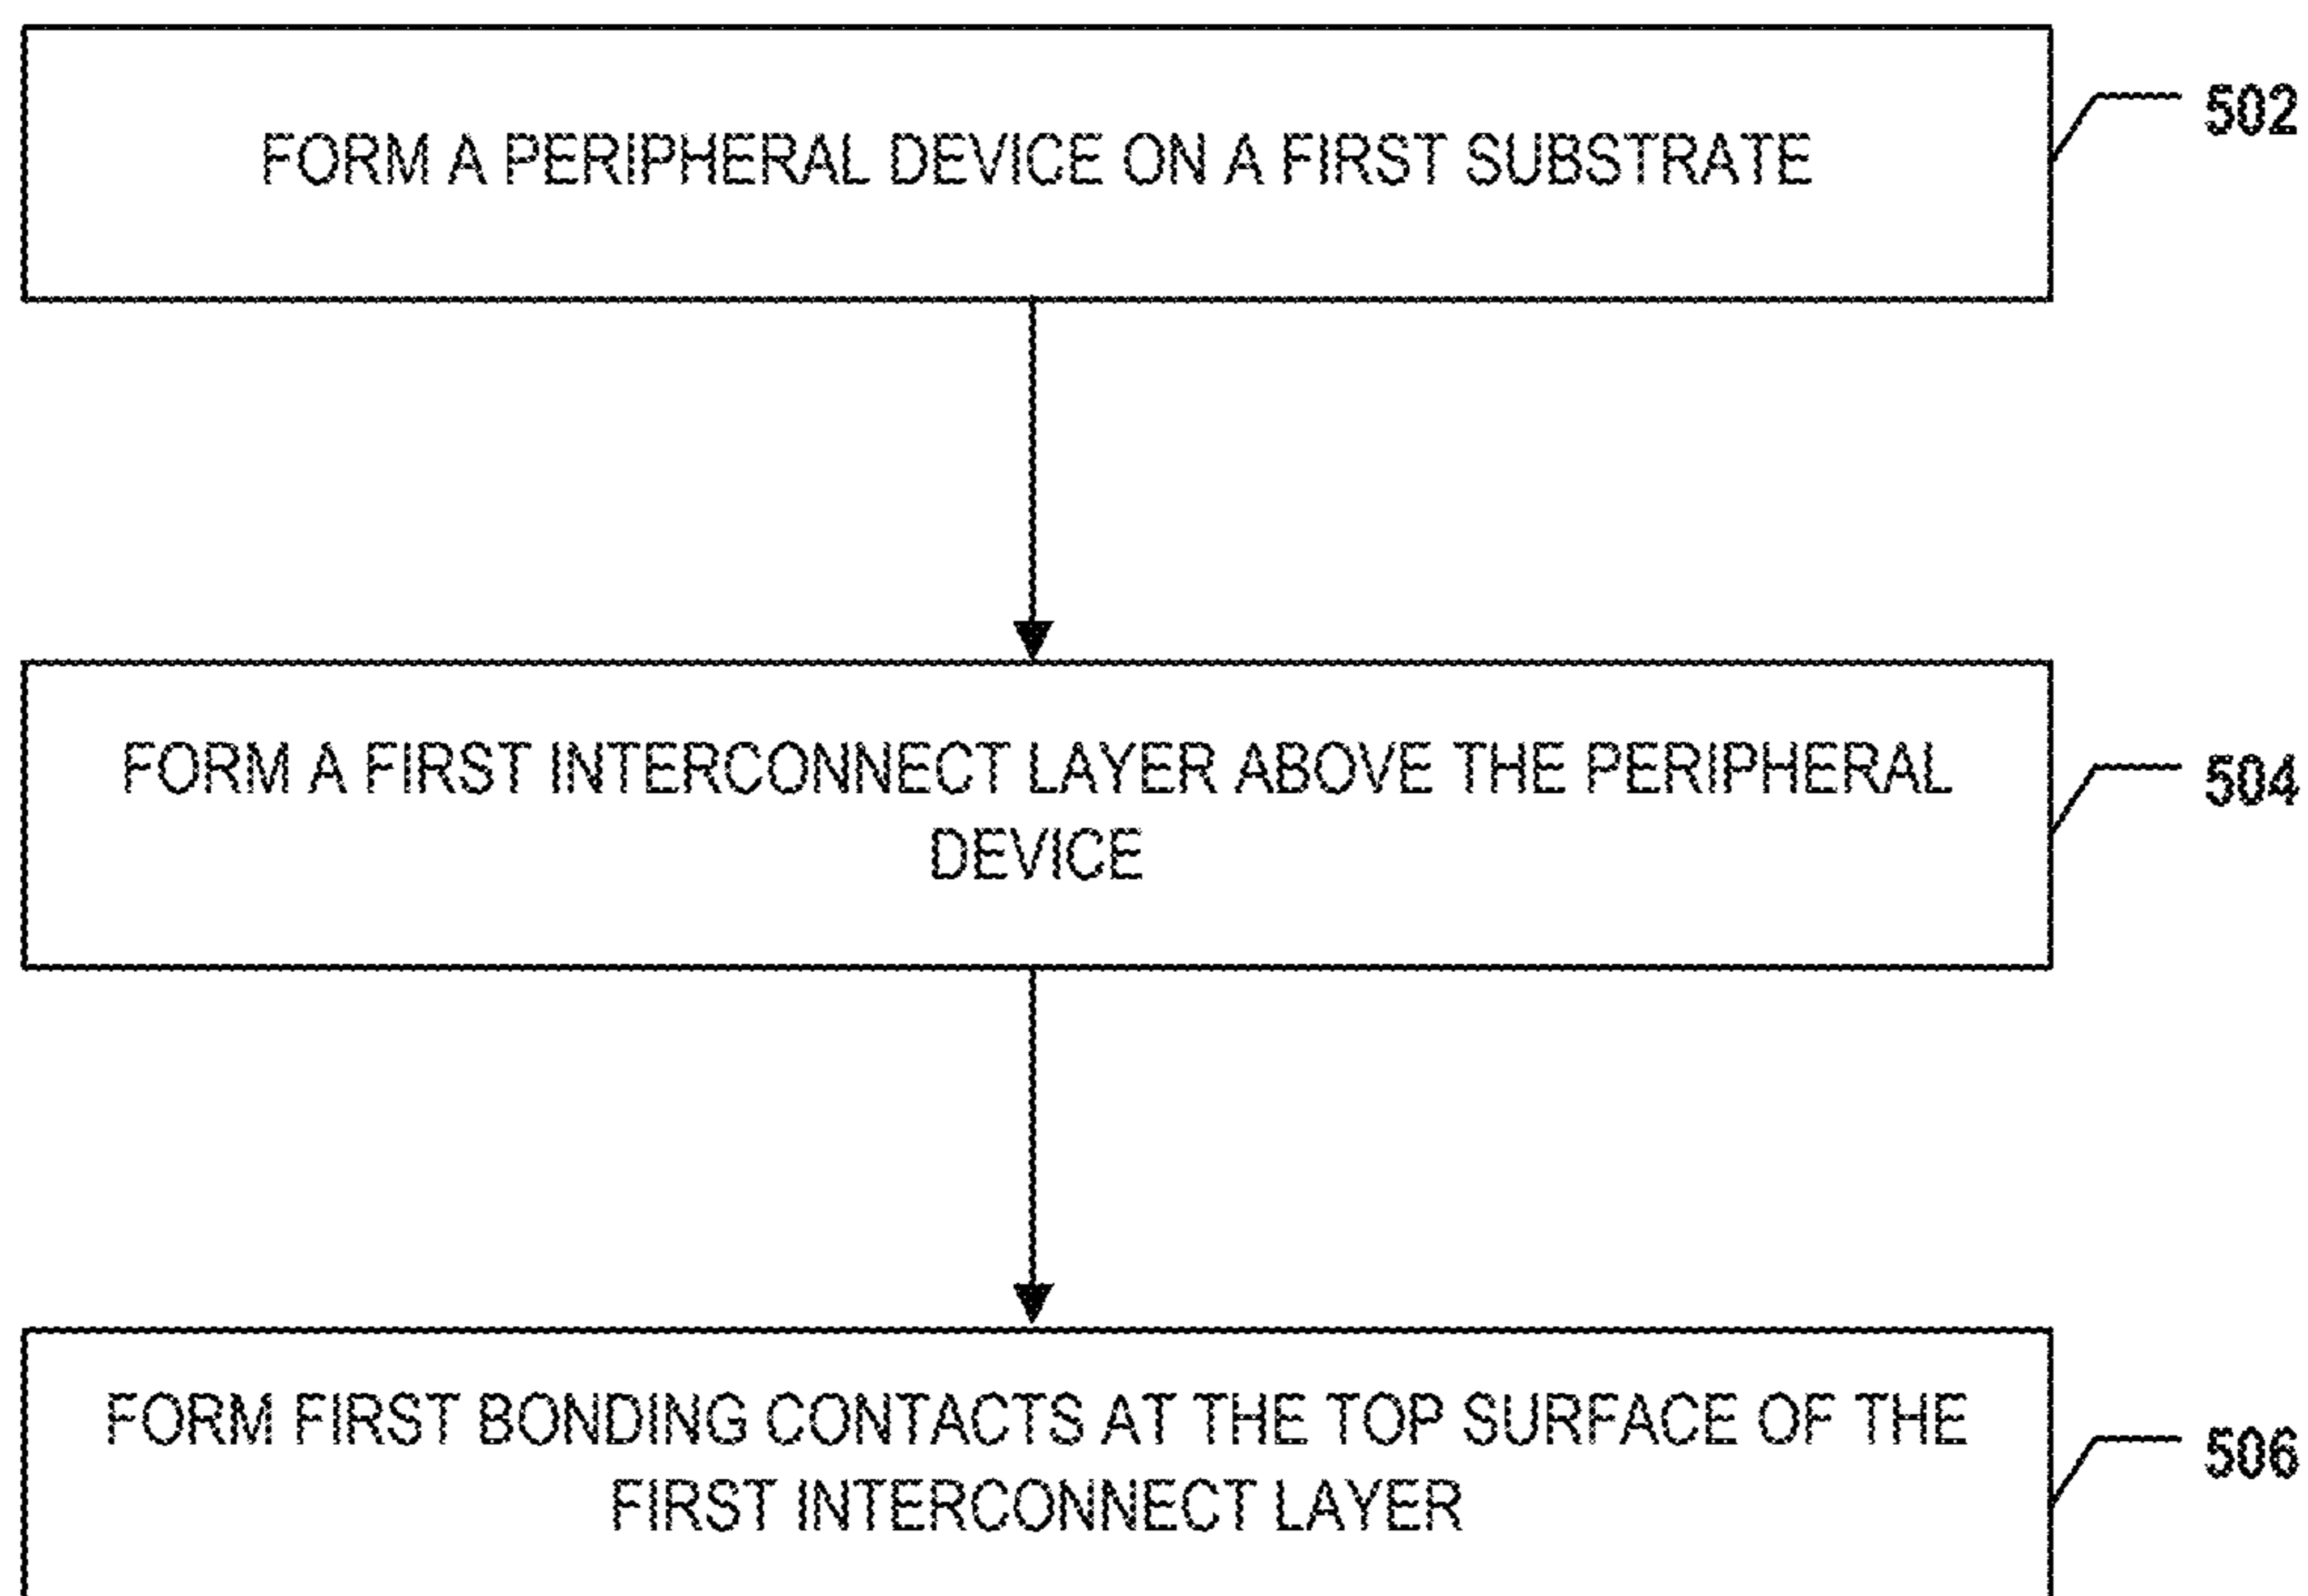 FORM A PERIPHERAL DEVICE ON A FIRST SUBSTRATE
502
FORM A FIRST INTERCONNECT LAYER ABOVE THE PERIPHERAL
DEVICE
504
FORM FIRST BONDING CONTACTS AT THE TOP SURFACE OF THE
FIRST INTERCONNECT LAYER
506